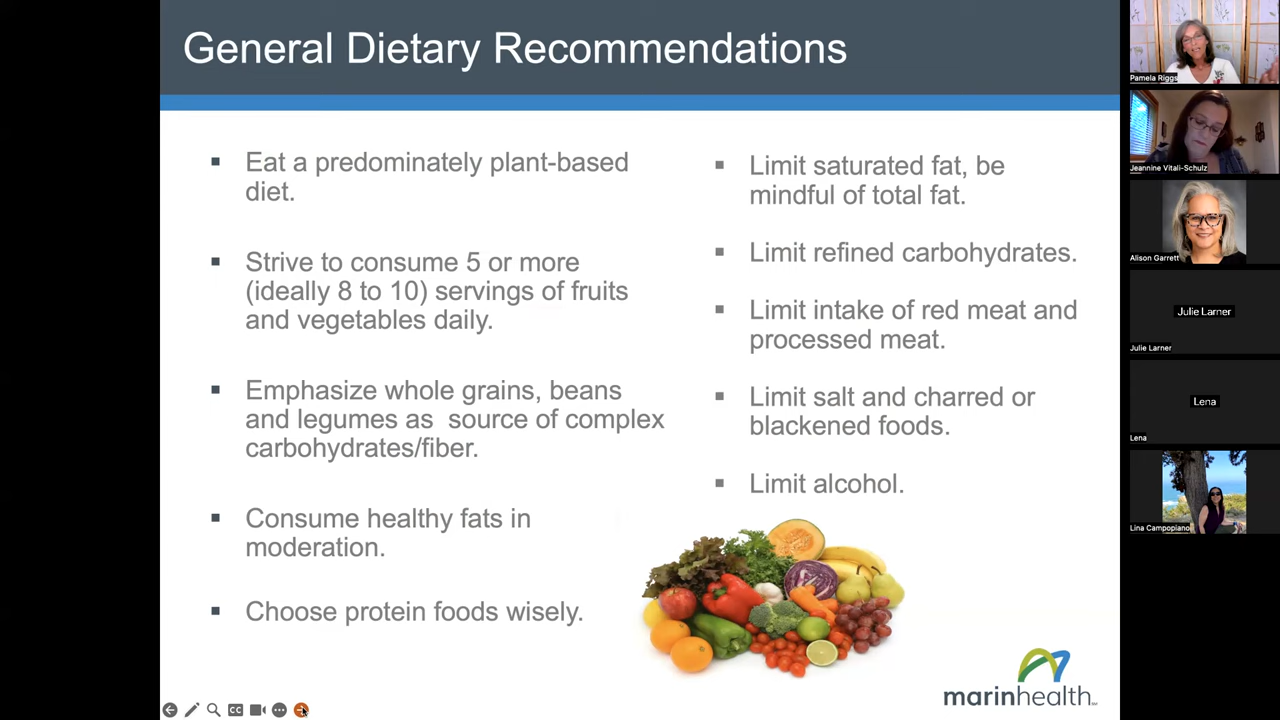 General Dietary Recommendations
Eat a predominately plant-based
diet.
Strive to consume 5 or more
(ideally 8 to 10) servings of fruits
and vegetables daily.
Emphasize whole grains, beans
and legumes as  source of complex
carbohydrates/fiber.
Consume healthy fats in
moderation.
Choose protein foods wisely.
Limit saturated fat, be
mindful of total fat.
Limit refined carbohydrates.
Limit intake of red meat and
processed meat.
Limit salt and charred or
blackened foods.
Limit alcohol.
marinhealth
CC
Pamela Riggs
Jeannine Vitali-Schulz
Alison Garrett
Julie Larner
Julie Larner
Lena
Lena
Lina Campopiano